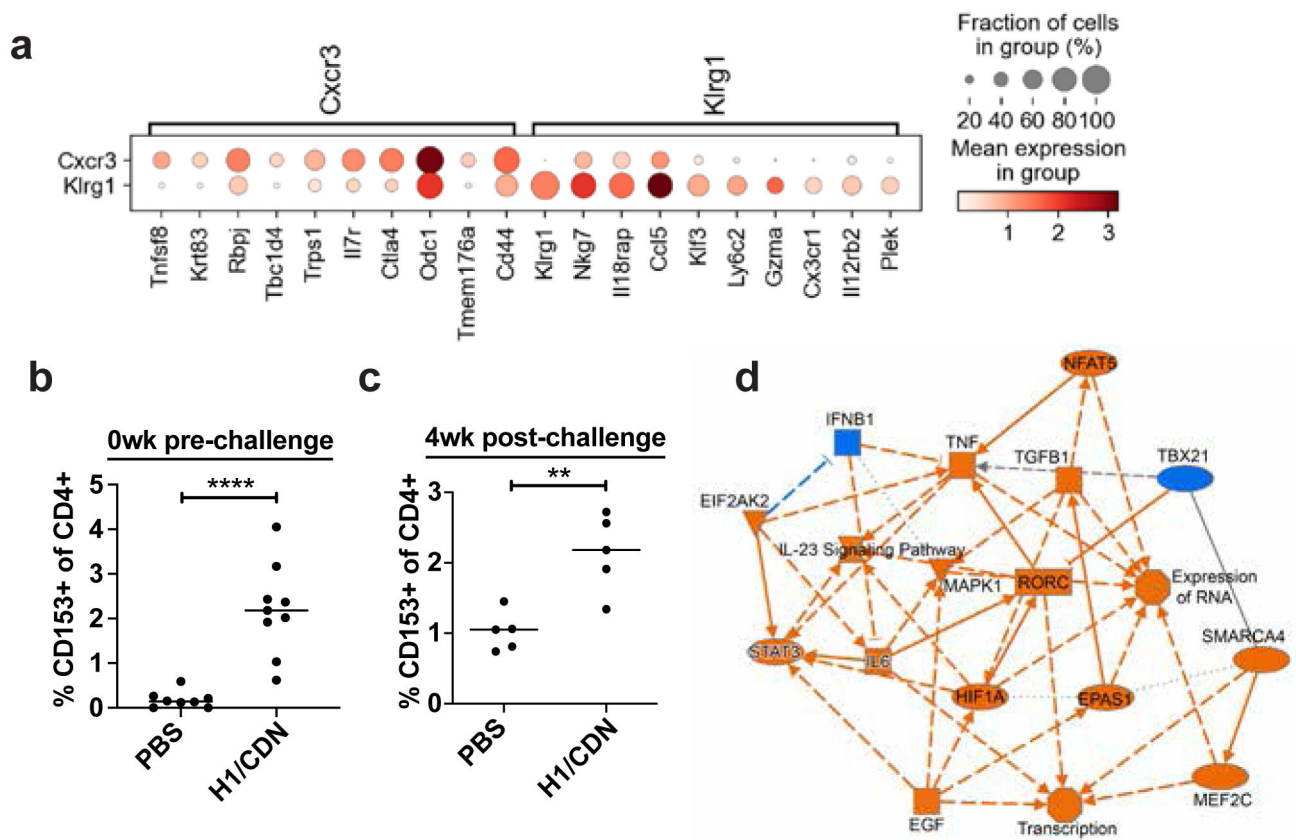 a
Cxcr3
Klrg1
Fraction of cells
in group (%)
20 40 60 80 100
Mean expression
in group
1 2 3
Cxcr3
Klrg1
Tnfsf8
Krt83
Rbpj
Tbc1d4
Trps1
Il7r
Ctla4
Odc1
Tmem176a
Cd44
Klrg1
Nkg7
Il18rap
Ccl5
Klf3
Ly6c2
Gzma
Cx3cr1
Il12rb2
Plek
b
0wk pre-challenge
****
% CD153+ of CD4+
5
4
3
2
1
0
PBS
H1/CDN
c
4wk post-challenge
**
% CD153+ of CD4+
3
2
1
0
PBS
H1/CDN
d
NFAT5
IFNB1
TNF
TGFB1
TBX21
EIF2AK2
IL-23 Signaling Pathway
MAPK1
RORC
Expression
of RNA
STAT3
IL6
SMARCA4
HIF1A
EPAS1
MEF2C
EGF
Transcription